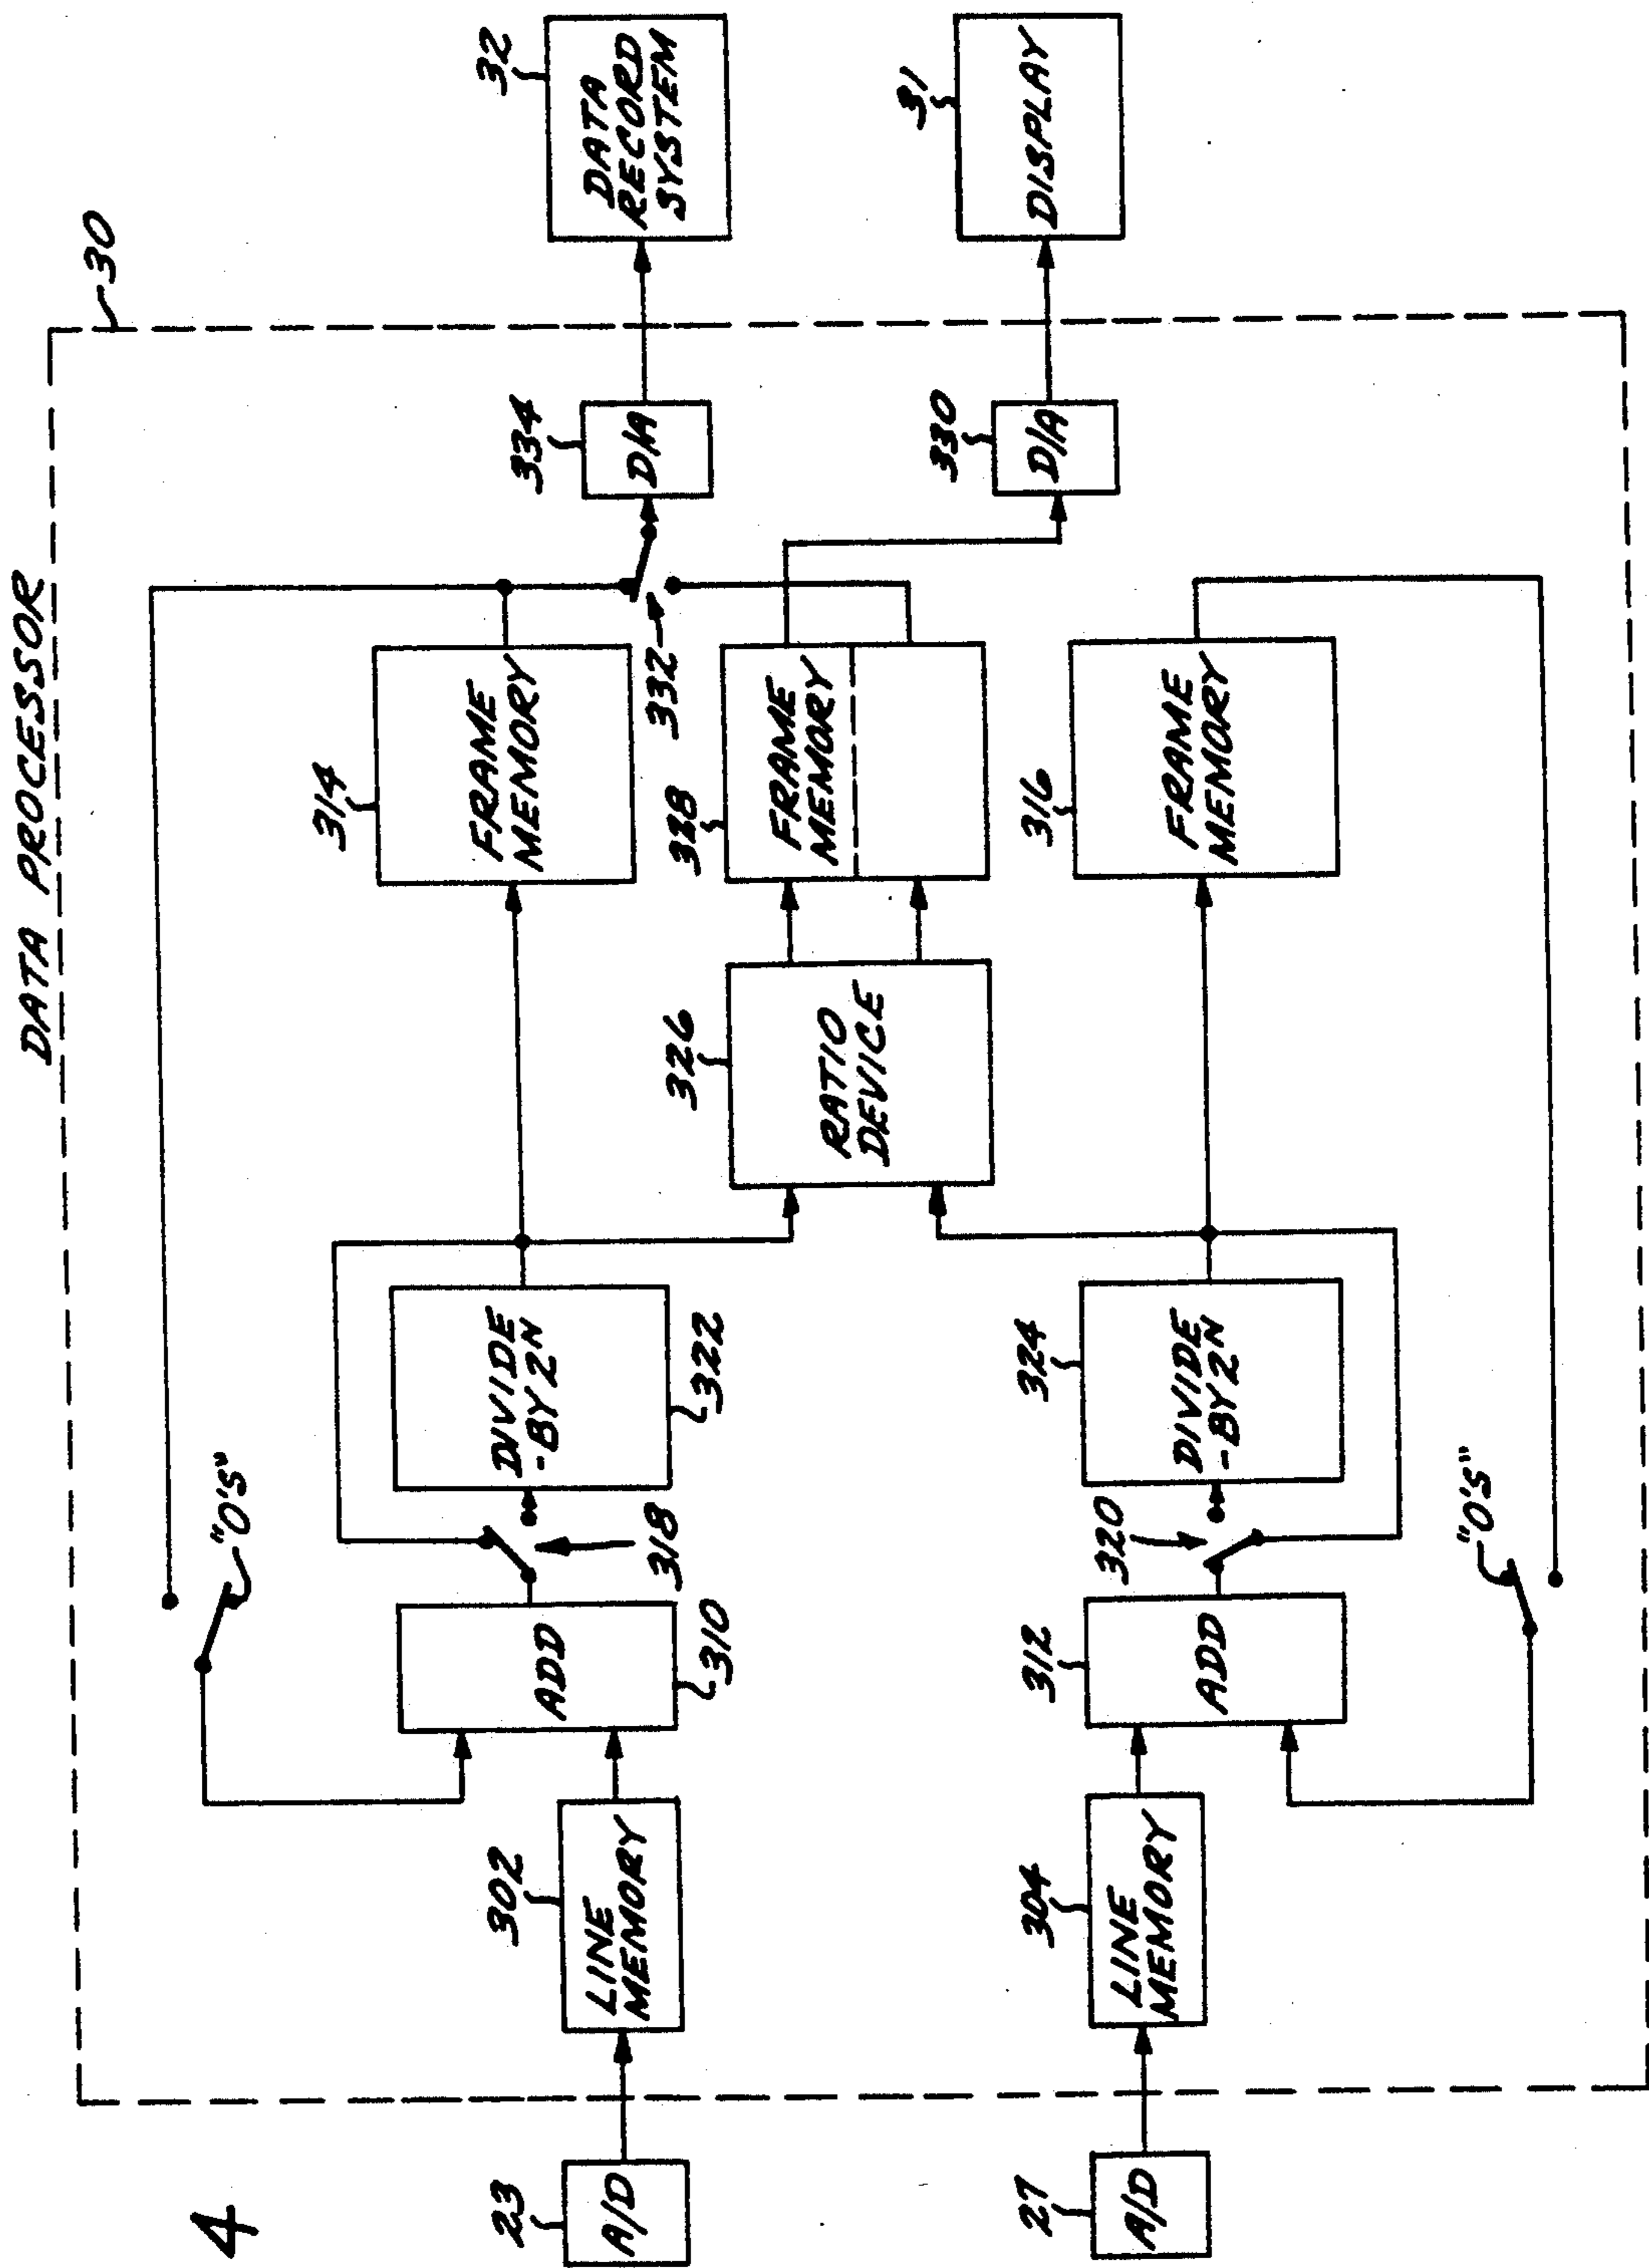 DATA PROCESSOR
30
4
23
A/D
302
LINE
MEMORY
"0'S"
ADD
310
318
DIVIDE
-BY 2ᴺ
322
314
FRAME
MEMORY
332
334
D/A
32
DATA
RECORD
SYSTEM
326
RATIO
DEVICE
328
FRAME
MEMORY
330
D/A
31
DISPLAY
27
A/D
304
LINE
MEMORY
312
ADD
320
"0'S"
324
DIVIDE
-BY 2ᴺ
316
FRAME
MEMORY